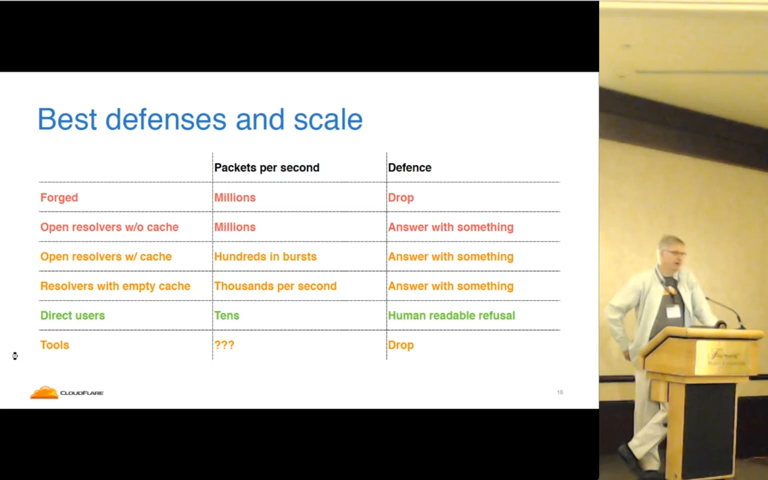 Best defenses and scale
Packets per second Defence
Forged Millions Drop
Open resolvers w/o cache Millions Answer with something
Open resolvers w/ cache Hundreds in bursts Answer with something
Resolvers with empty cache Thousands per second Answer with something
Direct users Tens Human readable refusal
Tools ??? Drop
CLOUDFLARE